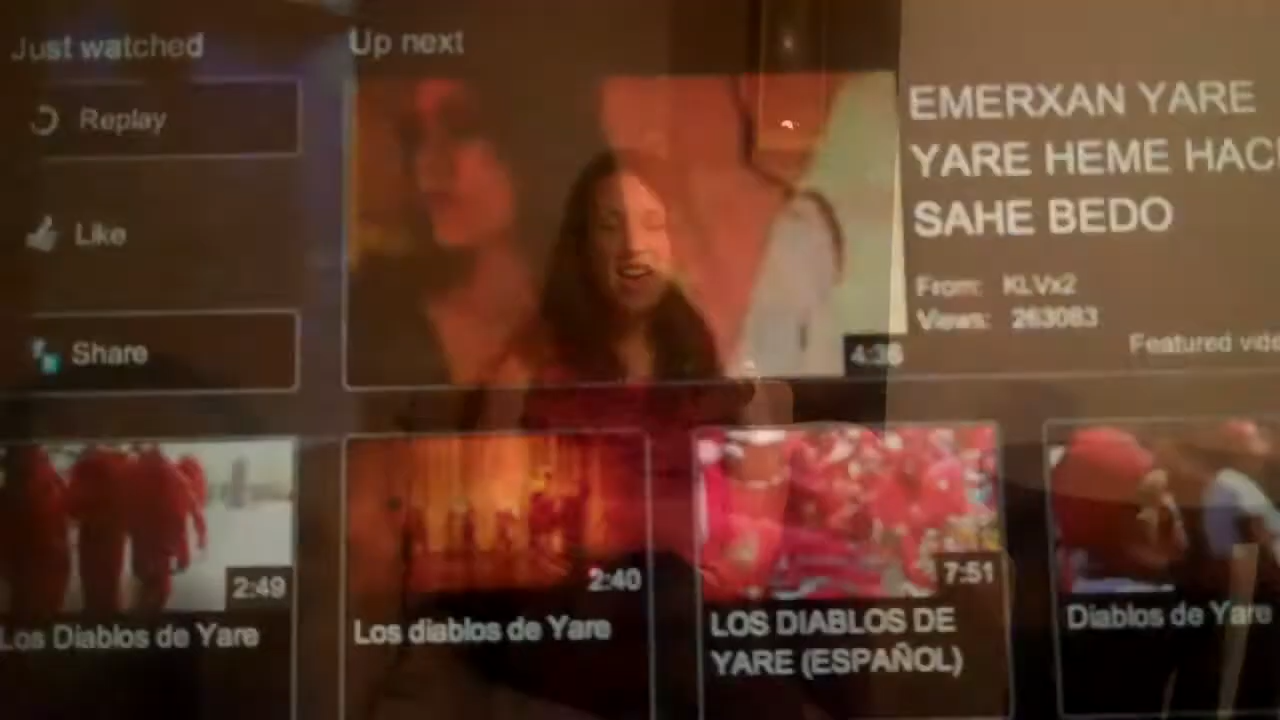 Just watched
Up next
Replay
Like
Share
EMERXAN YARE
YARE HEME HACI
SAHE BEDO
From: KLVx2
Views: 263083
4:36
Featured vide
2:49
Los Diablos de Yare
2:40
Los diablos de Yare
7:51
LOS DIABLOS DE
YARE (ESPAÑOL)
Diablos de Yare